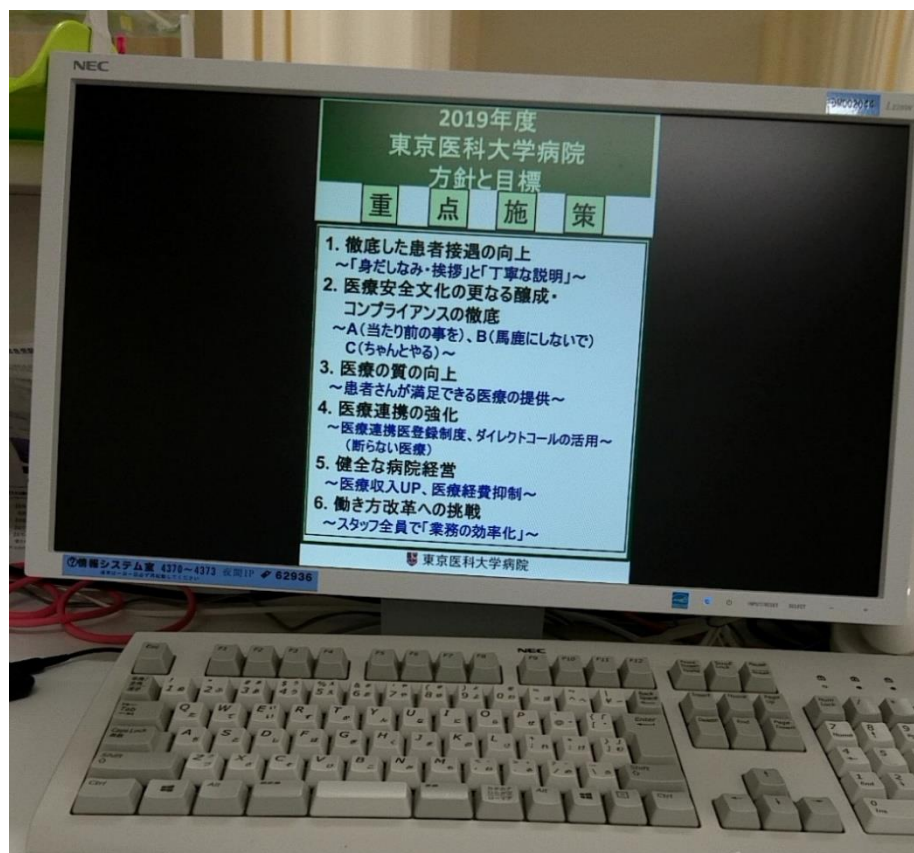 NEC
2019年度
東京医科大学病院
方針と目標
重点施策
1. 徹底した患者接遇の向上
～「身だしなみ・挨拶」と「丁寧な説明」～
2. 医療安全文化の更なる醸成・
コンプライアンスの徹底
～A(当たり前の事を)、B(馬鹿にしないで)
C(ちゃんとやる)～
3. 医療の質の向上
～患者さんが満足できる医療の提供～
4. 医療連携の強化
～医療連携医登録制度、ダイレクトコールの活用～
(断らない医療)
5. 健全な病院経営
～医療収入UP、医療経費抑制～
6. 働き方改革への挑戦
～スタッフ全員で「業務の効率化」～
東京医科大学病院
⑦情報システム室 4370～4373 夜間IP 62936
NEC